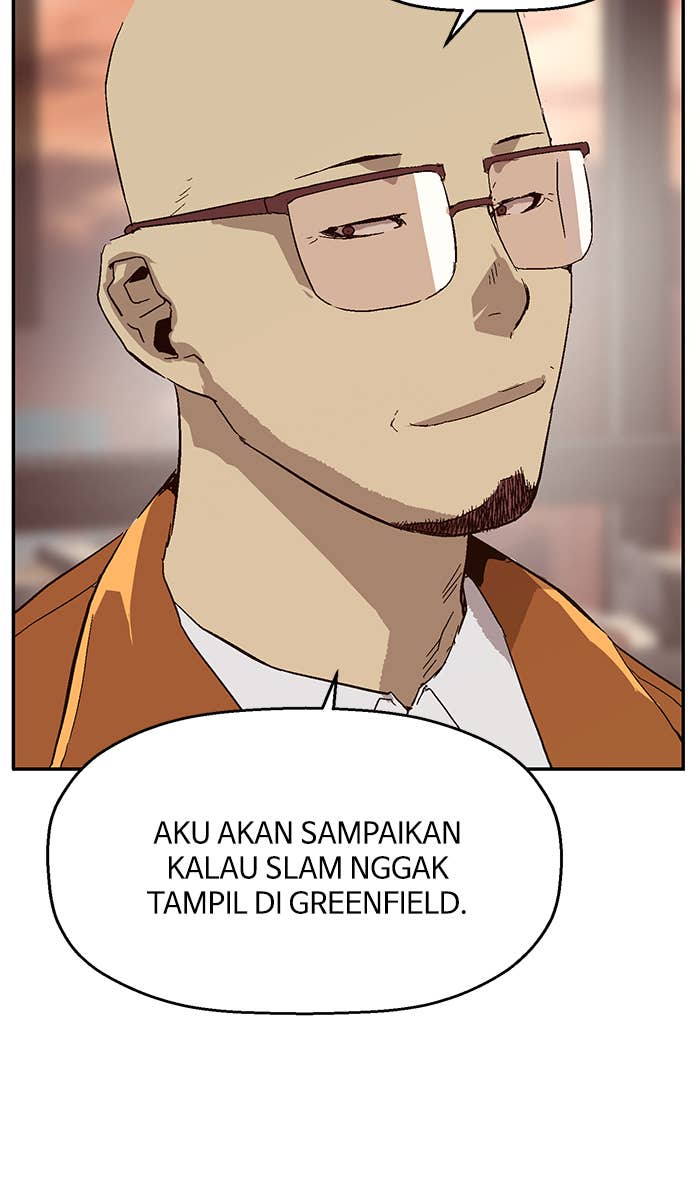 AKU AKAN SAMPAIKAN
KALAU SLAM NGGAK
TAMPIL DI GREENFIELD.